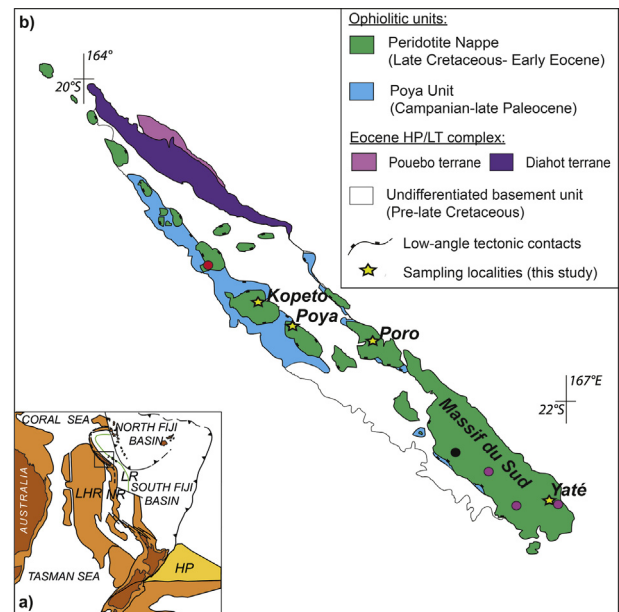 b)
164°
20°S
Ophiolitic units:
Peridotite Nappe
(Late Cretaceous- Early Eocene)
Poya Unit
(Campanian-late Paleocene)
Eocene HP/LT complex:
Pouebo terrane
Diahot terrane
Undifferentiated basement unit
(Pre-late Cretaceous)
Low-angle tectonic contacts
Sampling localities (this study)
Kopeto
Poya
Poro
167°E
22°S
Massif du Sud
Yaté
CORAL SEA
NORTH FIJI
BASIN
AUSTRALIA
LHR
NR
LR
SOUTH FIJI
BASIN
TASMAN SEA
HP
a)